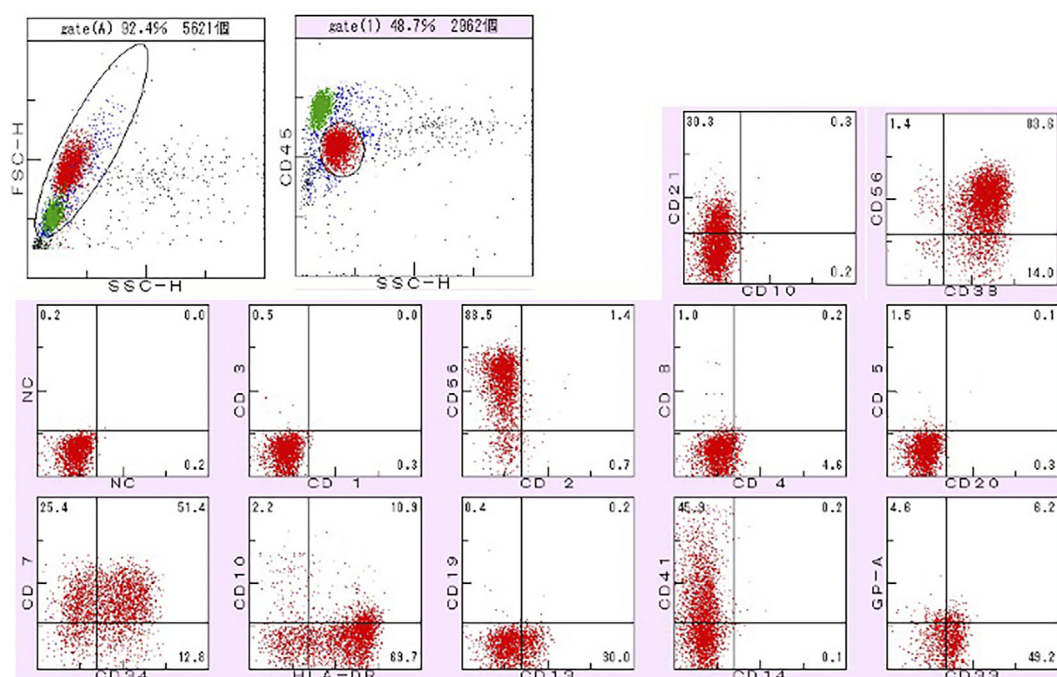 gate(A) 92.4% 5621個
FSC-H
SSC-H
gate(1) 48.7% 2062個
CD45
SSC-H
30.3 0.3
CD21
0.2
CD10
1.4 83.6
CD56
14.0
CD38
0.2 0.0
NC
0.2
NC
0.5 0.0
CD 3
0.3
CD 1
88.5 1.4
CD56
0.7
CD 2
1.0 0.2
CD 8
4.6
CD 4
1.5 0.1
CD 5
0.3
CD20
25.4 51.4
CD 7
12.8
CD34
2.2 10.9
CD10
69.7
HLA-DR
0.4 0.2
CD19
30.0
CD13
45.9 0.2
CD41
0.1
CD14
4.6 6.2
GP-A
49.2
CD33